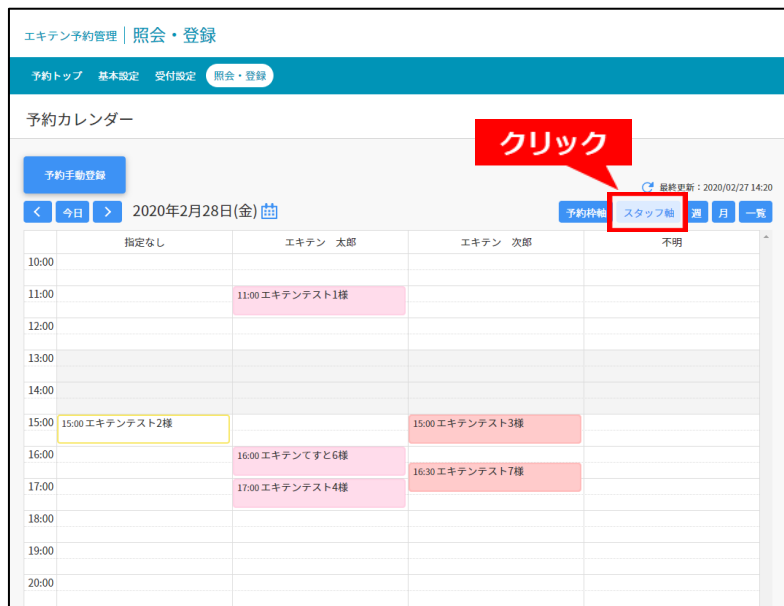 エキテン予約管理 | 照会・登録
予約トップ 基本設定 受付設定 照会・登録
予約カレンダー
クリック
予約手動登録
最終更新：2020/02/27 14:20
今日 2020年2月28日(金)
予約枠軸 スタッフ軸 週 月 一覧
指定なし エキテン 太郎 エキテン 次郎 不明
10:00
11:00 11:00 エキテンテスト1様
12:00
13:00
14:00
15:00 15:00 エキテンテスト2様 15:00 エキテンテスト3様
16:00 16:00 エキテンてすと6様
16:30 エキテンテスト7様
17:00 17:00 エキテンテスト4様
18:00
19:00
20:00